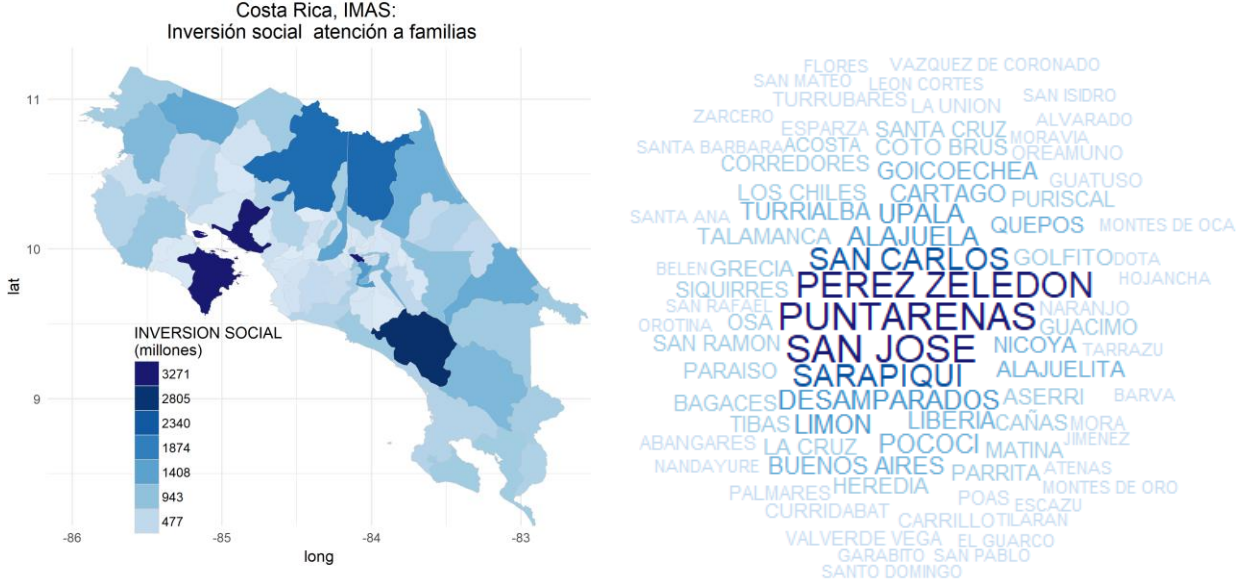 Costa Rica, IMAS:
Inversión social atención a familias
11
10
9
lat
INVERSION SOCIAL
(millones)
3271
2805
2340
1874
1408
943
477
-86 -85 -84 -83
long
FLORES VAZQUEZ DE CORONADO
SAN MATEO LEON CORTES
TURRUBARES LA UNION SAN ISIDRO
ZARCERO ESPARZA SANTA CRUZ ALVARADO
MORAVIA
SANTA BARBARA ACOSTA COTO BRUS OREAMUNO
CORREDORES GOICOECHEA GUATUSO
LOS CHILES CARTAGO PURISCAL
SANTA ANA TURRIALBA UPALA QUEPOS MONTES DE OCA
TALAMANCA ALAJUELA
BELEN GRECIA SAN CARLOS GOLFITO DOTA
HOJANCHA
SIQUIRRES PEREZ ZELEDON
SAN RAFAEL NARANJO
OROTINA OSA PUNTARENAS GUACIMO
SAN RAMON SAN JOSE NICOYA TARRAZU
PARAISO SARAPIQUI ALAJUELITA
BAGACES DESAMPARADOS ASERRI BARVA
TIBAS LIMON LIBERIA CAÑAS MORA
ABANGARES LA CRUZ POCOCI MATINA JIMENEZ
NANDAYURE BUENOS AIRES PARRITA ATENAS
PALMARES HEREDIA POAS MONTES DE ORO
CURRIDABAT ESCAZU
CARRILLO TILARAN
VALVERDE VEGA EL GUARCO
GARABITO SAN PABLO
SANTO DOMINGO